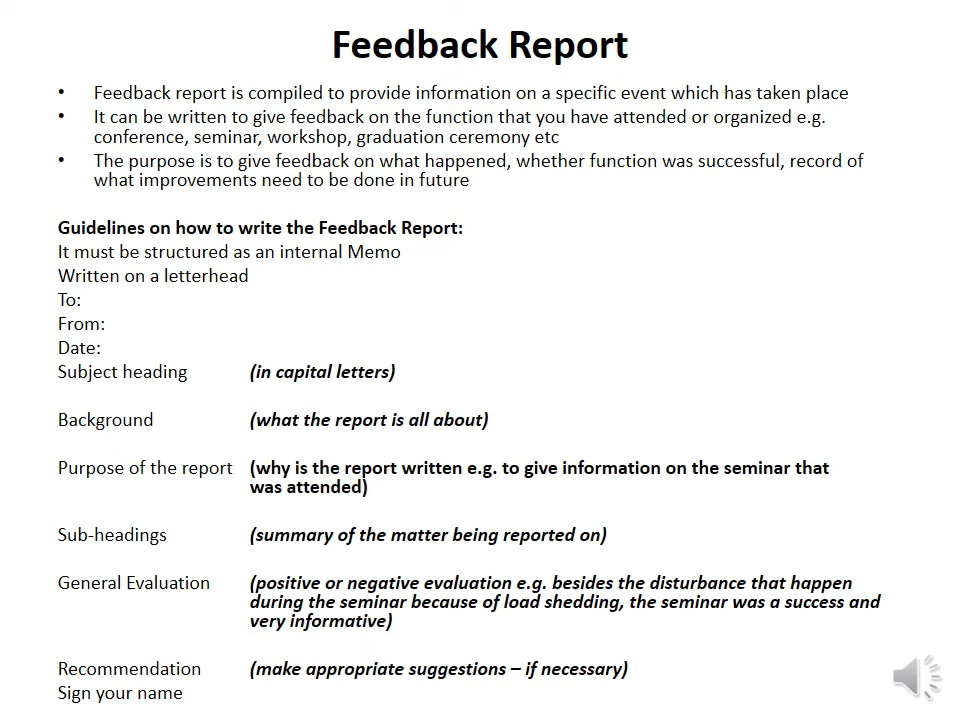 Feedback Report
• Feedback report is compiled to provide information on a specific event which has taken place
• It can be written to give feedback on the function that you have attended or organized e.g.
conference, seminar, workshop, graduation ceremony etc
• The purpose is to give feedback on what happened, whether function was successful, record of
what improvements need to be done in future
Guidelines on how to write the Feedback Report:
It must be structured as an internal Memo
Written on a letterhead
To:
From:
Date:
Subject heading (in capital letters)
Background (what the report is all about)
Purpose of the report (why is the report written e.g. to give information on the seminar that
was attended)
Sub-headings (summary of the matter being reported on)
General Evaluation (positive or negative evaluation e.g. besides the disturbance that happen
during the seminar because of load shedding, the seminar was a success and
very informative)
Recommendation (make appropriate suggestions – if necessary)
Sign your name